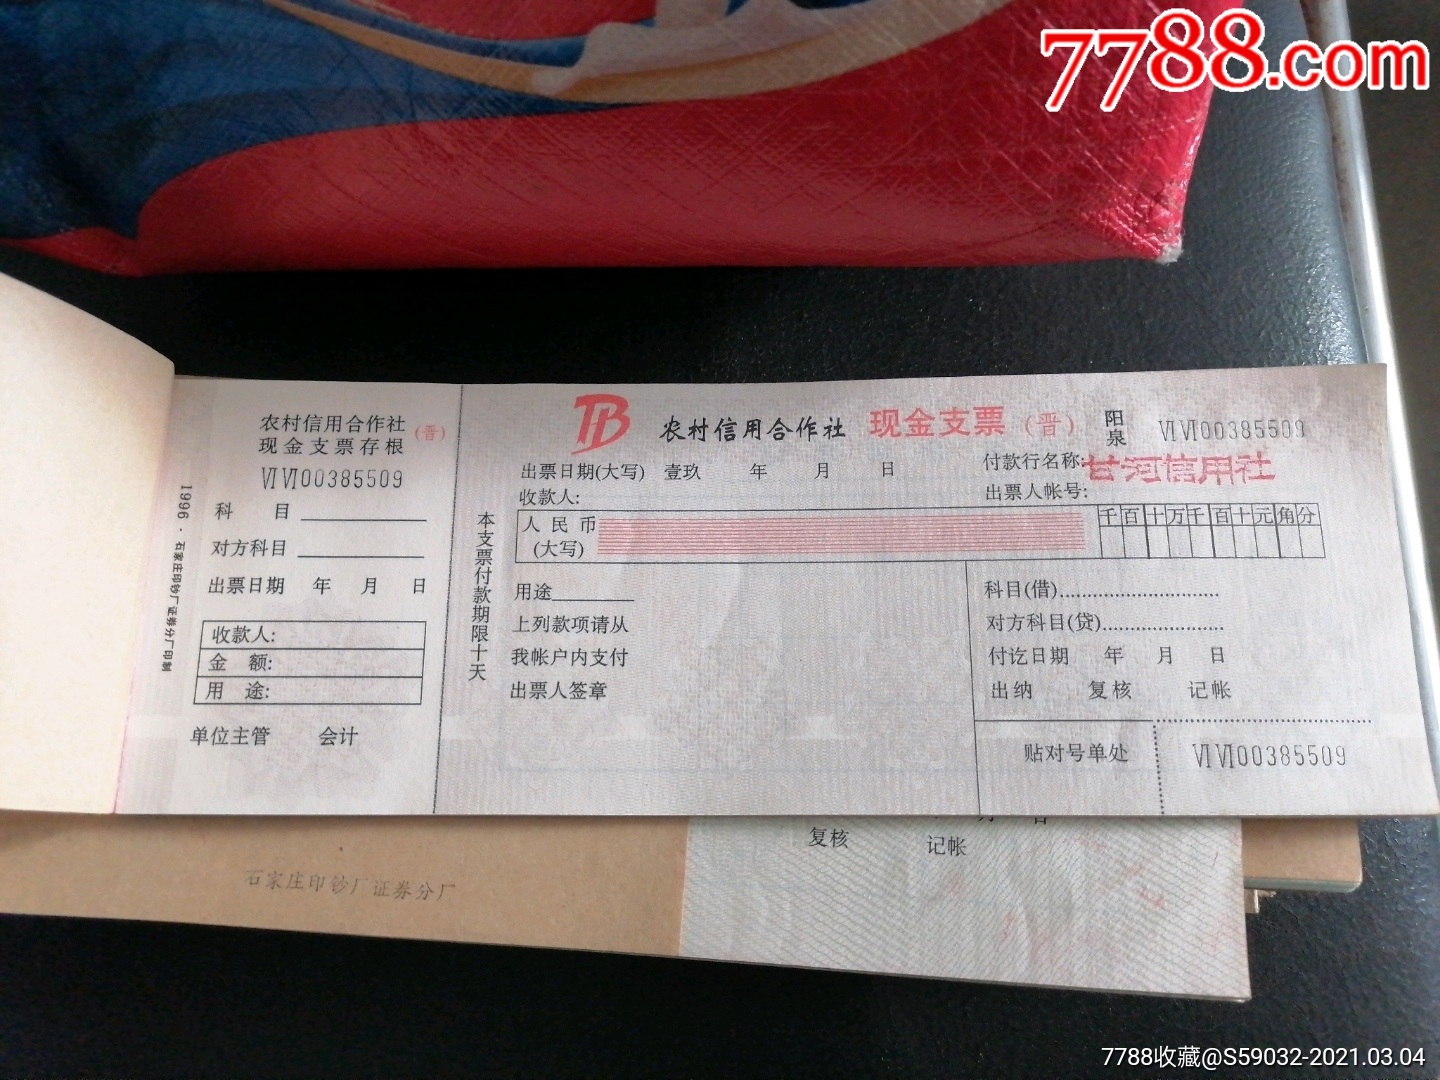 7788.com
农村信用合作社
现金支票存根
(晋)
ⅥⅥ00385509
科 目
对方科目
出票日期 年 月 日
收款人:
金 额:
用 途:
单位主管 会计
1996·石家庄印钞厂证券分厂印制
本支票付款期限十天
农村信用合作社 现金支票 (晋) 阳泉 ⅥⅥ00385509
出票日期(大写) 壹玖 年 月 日
付款行名称: 甘河信用社
收款人:
出票人帐号:
人民币
(大写)
千百十万千百十元角分
用途
上列款项请从
我帐户内支付
出票人签章
科目(借)
对方科目(贷)
付讫日期 年 月 日
出纳 复核 记帐
贴对号单处 ⅥⅥ00385509
复核 记帐
石家庄印钞厂证券分厂
7788收藏@S59032-2021.03.04